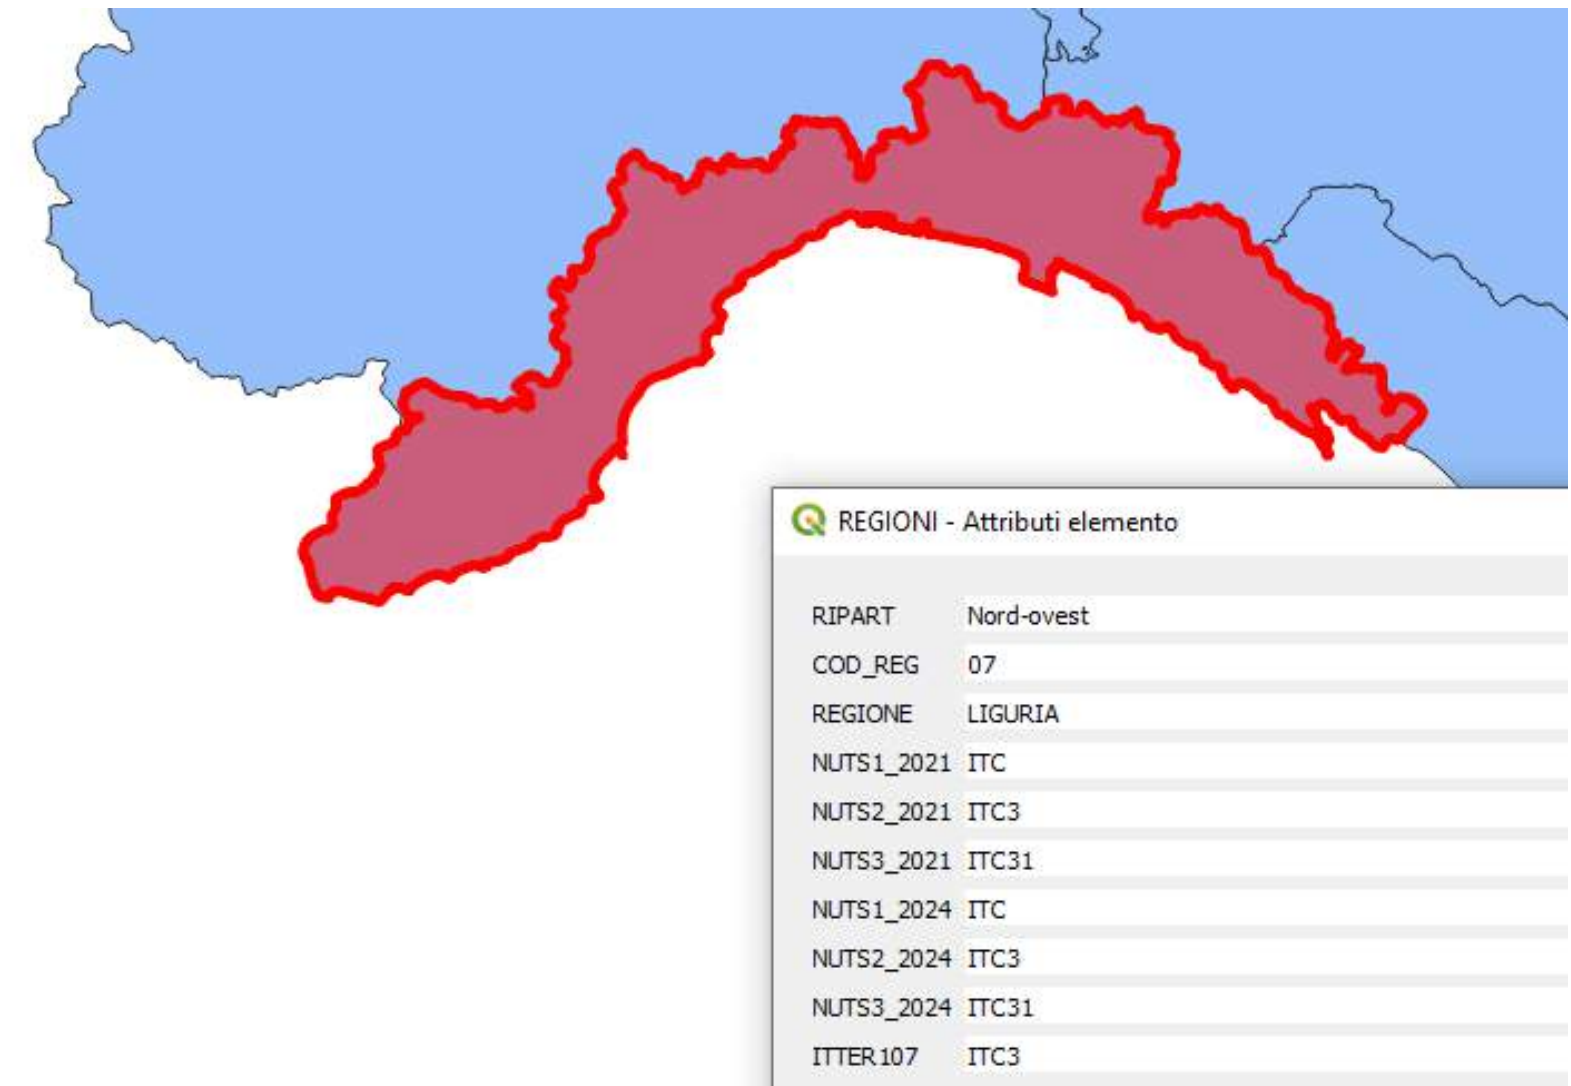 REGIONI - Attributi elemento
RIPART Nord-ovest
COD_REG 07
REGIONE LIGURIA
NUTS1_2021 ITC
NUTS2_2021 ITC3
NUTS3_2021 ITC31
NUTS1_2024 ITC
NUTS2_2024 ITC3
NUTS3_2024 ITC31
ITTER107 ITC3